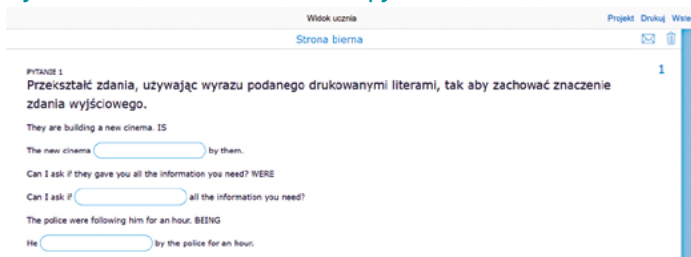 Widok ucznia Projekt Drukuj
Strona bierna
PYTANIE 1 1
Przekształć zdania, używając wyrazu podanego drukowanymi literami, tak aby zachować znaczenie
zdania wyjściowego.
They are building a new cinema. IS
The new cinema by them.
Can I ask if they gave you all the information you need? WERE
Can I ask if all the information you need?
The police were following him for an hour. BEING
He by the police for an hour.